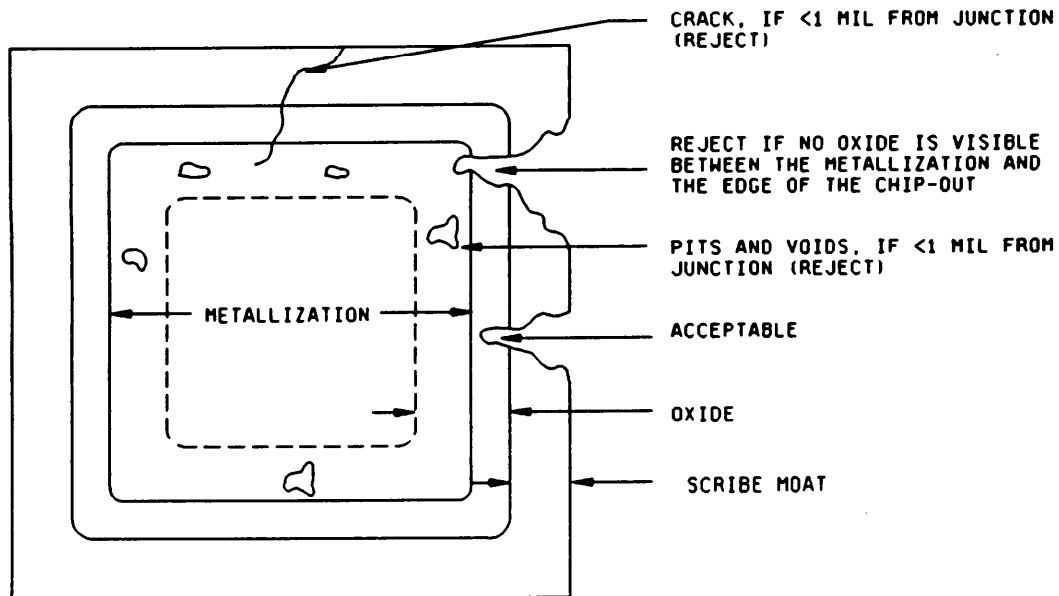 CRACK, IF <1 MIL FROM JUNCTION
(REJECT)
REJECT IF NO OXIDE IS VISIBLE
BETWEEN THE METALLIZATION AND
THE EDGE OF THE CHIP-OUT
PITS AND VOIDS, IF <1 MIL FROM
JUNCTION (REJECT)
METALLIZATION
ACCEPTABLE
OXIDE
SCRIBE MOAT